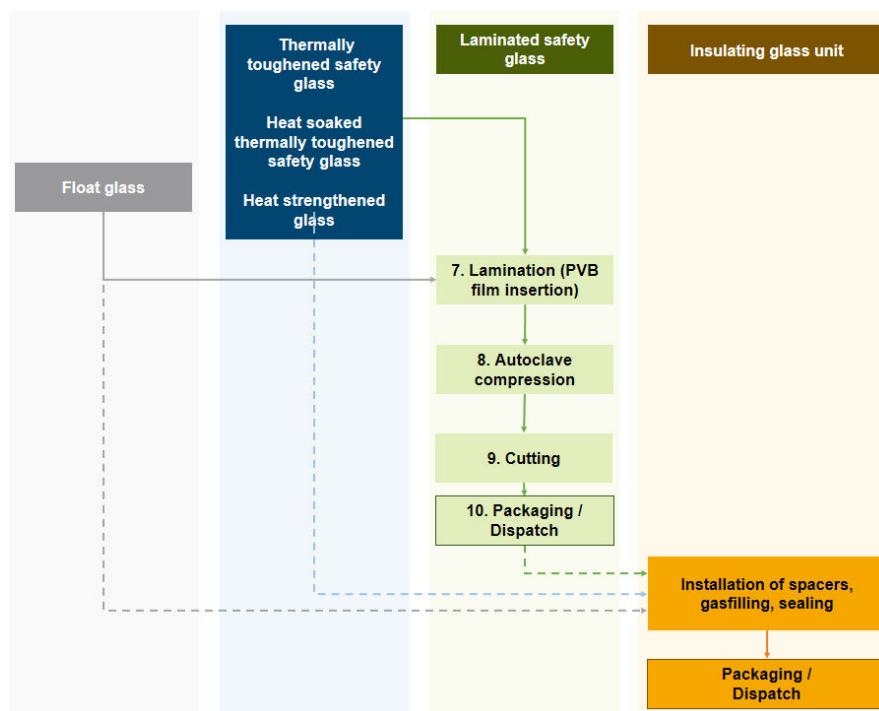 Thermally
toughened safety
glass
Heat soaked
thermally toughened
safety glass
Heat strengthened
glass
Laminated safety
glass
Insulating glass unit
Float glass
7. Lamination (PVB
film insertion)
8. Autoclave
compression
9. Cutting
10. Packaging /
Dispatch
Installation of spacers,
gasfilling, sealing
Packaging /
Dispatch